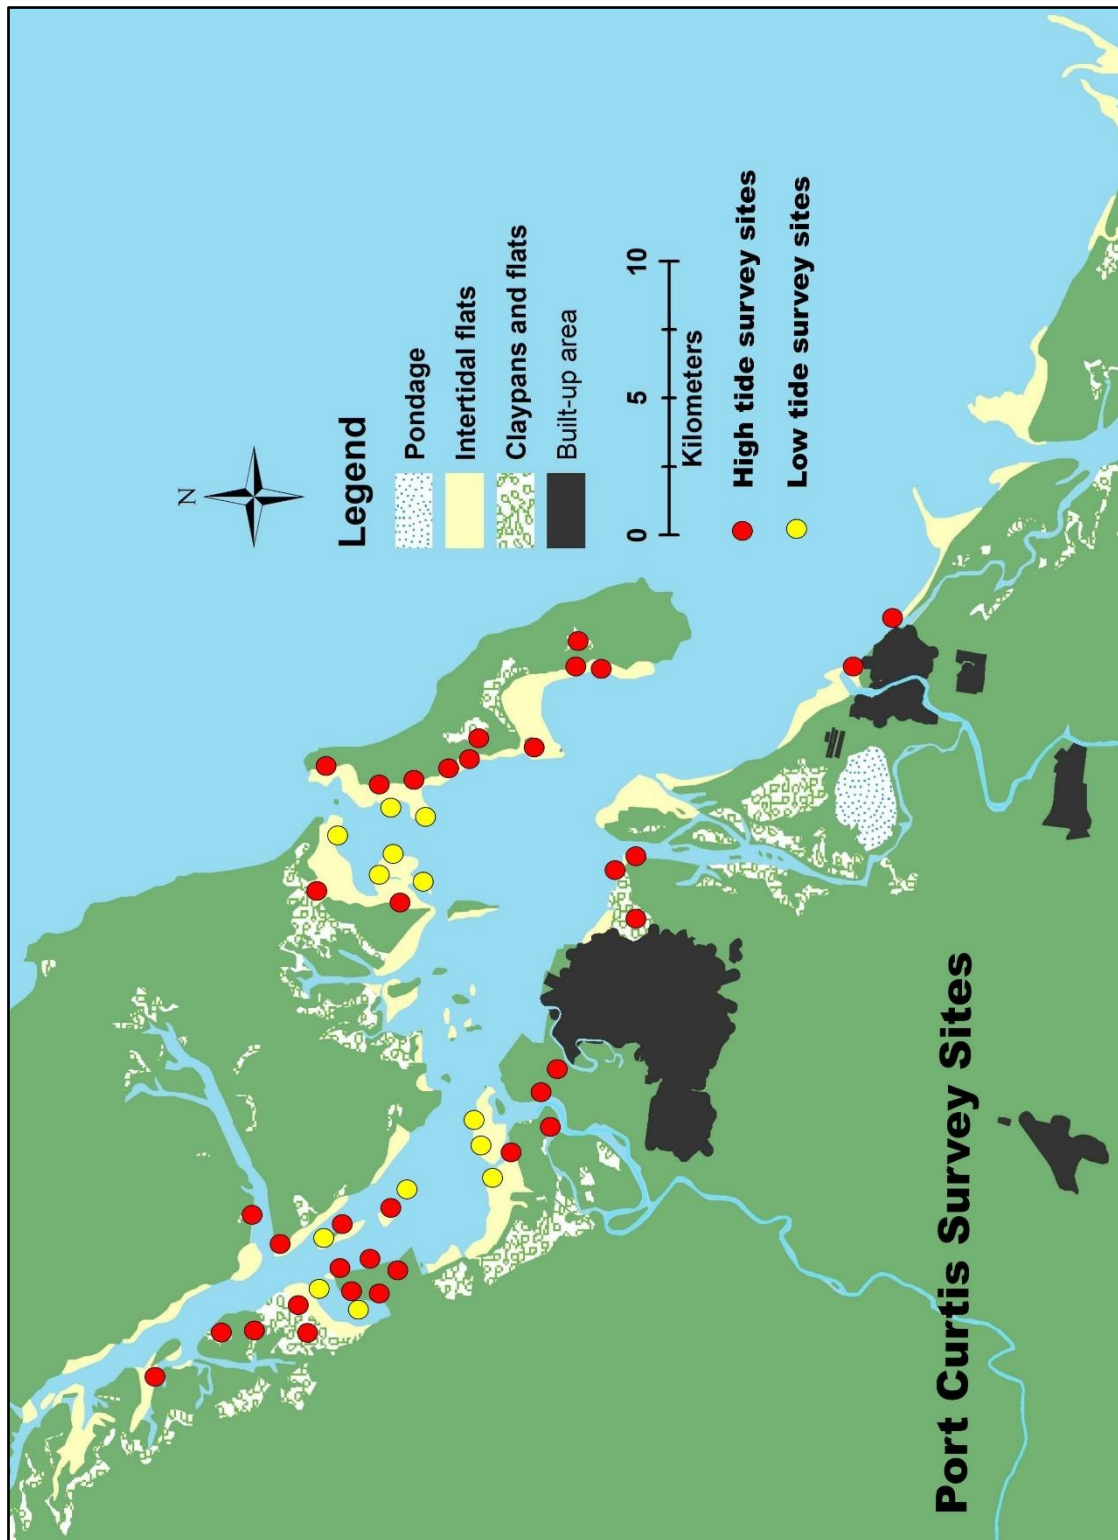 N
Legend
Pondage
Intertidal flats
Claypans and flats
Built-up area
0 5 10
Kilometers
High tide survey sites
Low tide survey sites
Port Curtis Survey Sites